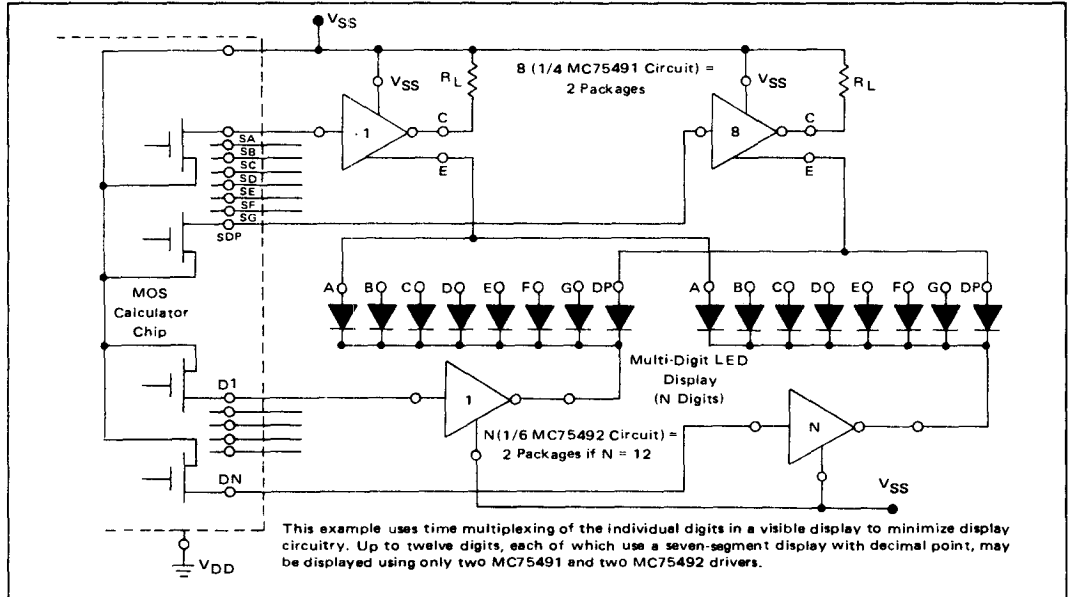 VSS
RL
8 (1/4 MC75491 Circuit) =
2 Packages
VSS
VSS
RL
1
C
E
8
C
E
SA
SB
SC
SD
SE
SF
SG
SDP
MOS
Calculator
Chip
A B C D E F G DP
A B C D E F G DP
Multi-Digit LED
Display
(N Digits)
D1
1
N
N(1/6 MC75492 Circuit) =
2 Packages if N = 12
DN
VSS
VDD
This example uses time multiplexing of the individual digits in a visible display to minimize display
circuitry. Up to twelve digits, each of which use a seven-segment display with decimal point, may
be displayed using only two MC75491 and two MC75492 drivers.